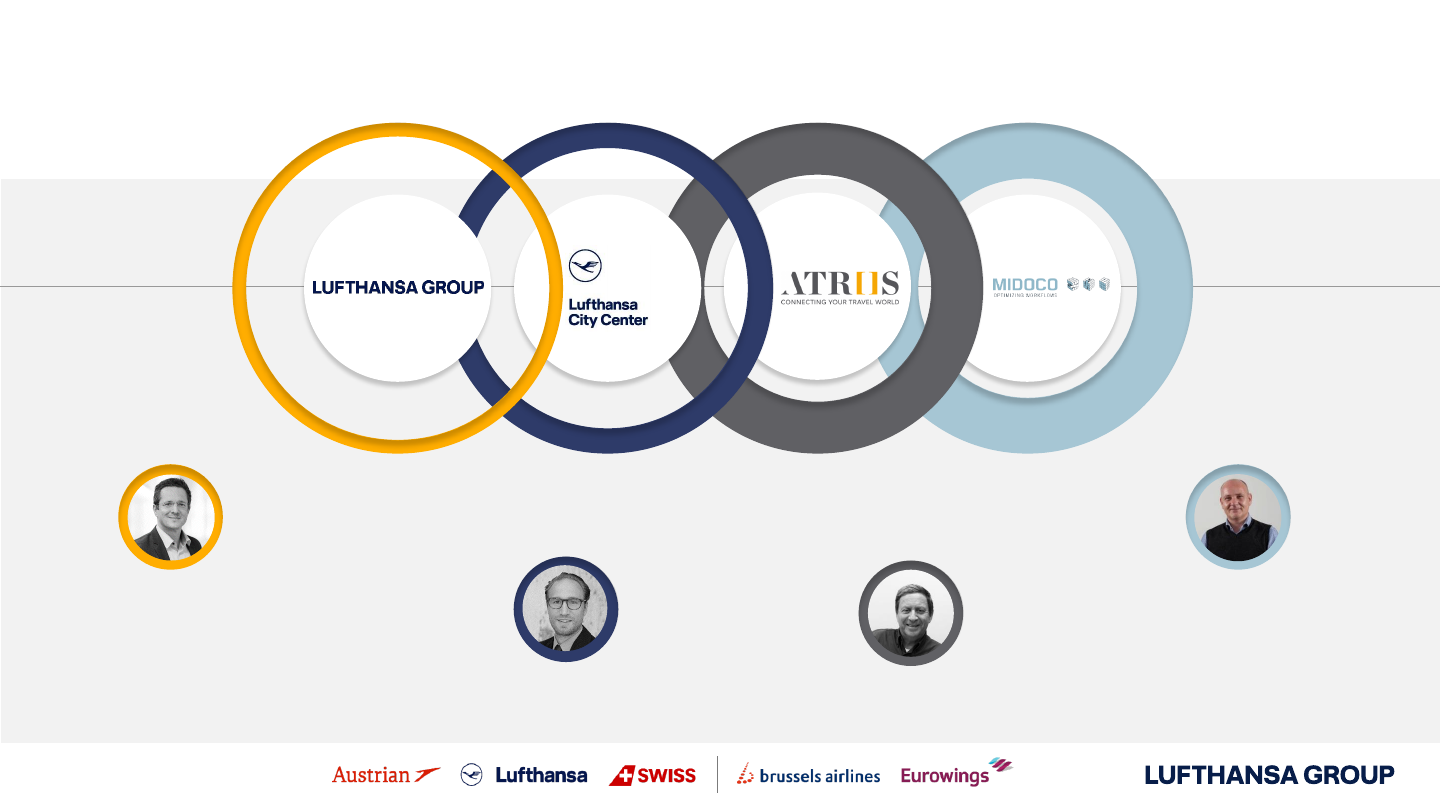 LUFTHANSA GROUP
Lufthansa
City Center
ATRIIS
CONNECTING YOUR TRAVEL WORLD
MIDOCO
OPTIMIZING WORKFLOWS
Austrian
Lufthansa
SWISS
brussels airlines
Eurowings
LUFTHANSA GROUP